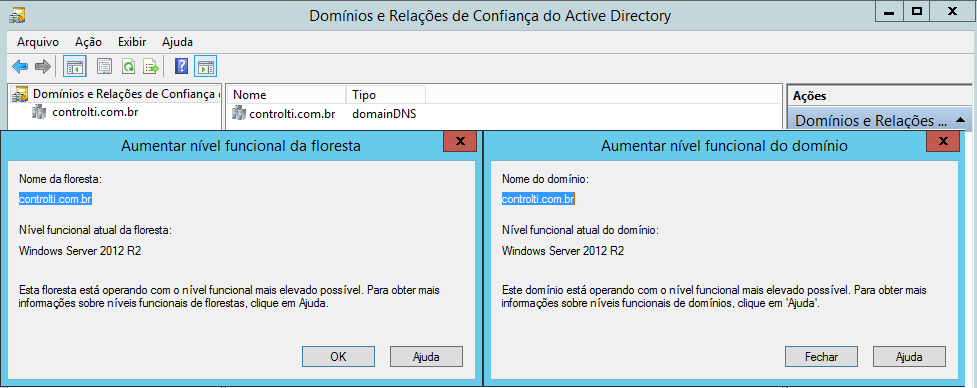 Domínios e Relações de Confiança do Active Directory
Arquivo Ação Exibir Ajuda
Domínios e Relações de Confiança
controlti.com.br
Nome Tipo
controlti.com.br domainDNS
Ações
Domínios e Relações ...
Aumentar nível funcional da floresta
Nome da floresta:
controlti.com.br
Nível funcional atual da floresta:
Windows Server 2012 R2
Esta floresta está operando com o nível funcional mais elevado possível. Para obter mais
informações sobre níveis funcionais de florestas, clique em Ajuda.
OK Ajuda
Aumentar nível funcional do domínio
Nome do domínio:
controlti.com.br
Nível funcional atual do domínio:
Windows Server 2012 R2
Este domínio está operando com o nível funcional mais elevado possível. Para obter mais
informações sobre níveis funcionais de domínios, clique em 'Ajuda'.
Fechar Ajuda